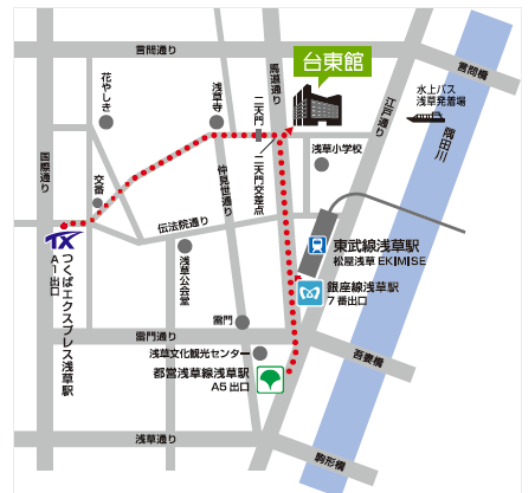 言問通り
台東館
言問橋
花やしき
浅草寺
二天門
馬道通り
江戸通り
水上バス
浅草発着場
隅田川
国際通り
交番
仲見世通り
二天門交差点
浅草小学校
伝法院通り
TX
つくばエクスプレス浅草駅
A1出口
浅草公会堂
東武線浅草駅
松屋浅草 EKIMISE
銀座線浅草駅
7番出口
雷門
雷門通り
吾妻橋
浅草文化観光センター
都営浅草線浅草駅
A5出口
浅草通り
駒形橋